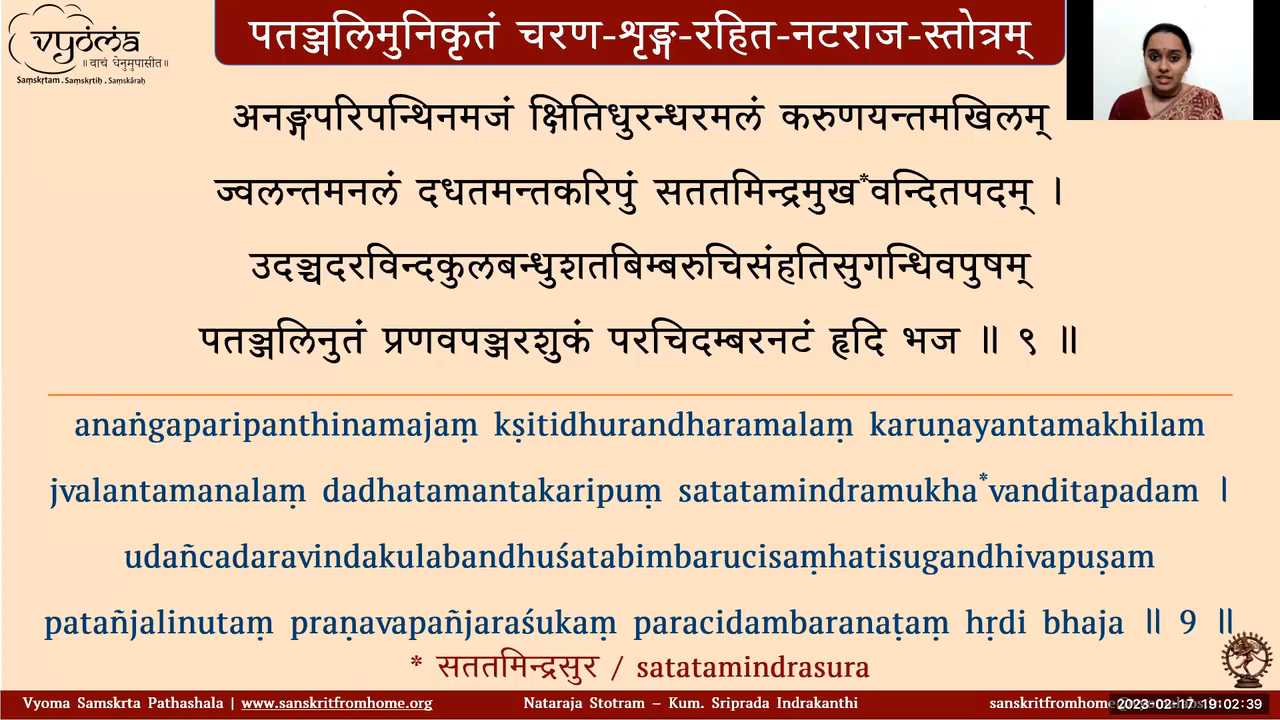 vyoma
॥ वाचं धेनुमुपासीत ॥
Saṃskṛtam . Saṃskṛtiḥ . Saṃskāraḥ
पतञ्जलिमुनिकृतं चरण-शृङ्ग-रहित-नटराज-स्तोत्रम्
अनङ्गपरिपन्थिनमजं क्षितिधुरन्धरमलं करुणयन्तमखिलम्
ज्वलन्तमनलं दधतमन्तकरिपुं सततमिन्द्रमुख*वन्दितपदम् ।
उदञ्चदरविन्दकुलबन्धुशतबिम्बरुचिसंहतिसुगन्धिवपुषम्
पतञ्जलिनुतं प्रणवपञ्जरशुकं परचिदम्बरनटं हृदि भज ॥ ९ ॥
anaṅgaparipanthinamajaṃ kṣitidhurandharamalaṃ karuṇayantamakhilam
jvalantamanalaṃ dadhatamantakaripuṃ satatamindramukha*vanditapadam ।
udañcadaravindakulabandhuśatabimbarucisaṃhatisugandhivapuṣam
patañjalinutaṃ praṇavapañjaraśukaṃ paracidambaranaṭaṃ hṛdi bhaja ॥ 9 ॥
* सततमिन्द्रसुर / satatamindrasura
Vyoma Samskrta Pathashala | www.sanskritfromhome.org Nataraja Stotram – Kum. Sriprada Indrakanthi sanskritfromhome
2023-02-17 19:02:39